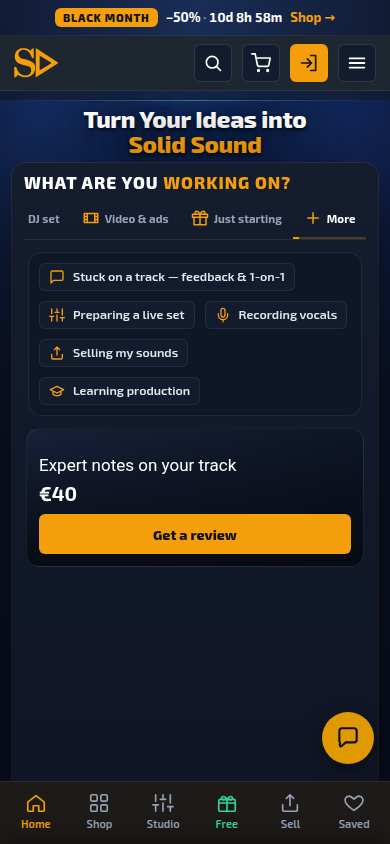 BLACK MONTH −50% · 10d 8h 58m Shop →
SD
Turn Your Ideas into
Solid Sound
WHAT ARE YOU WORKING ON?
DJ set Video & ads Just starting More
Stuck on a track — feedback & 1-on-1
Preparing a live set Recording vocals
Selling my sounds
Learning production
Expert notes on your track
€40
Get a review
Home Shop Studio Free Sell Saved